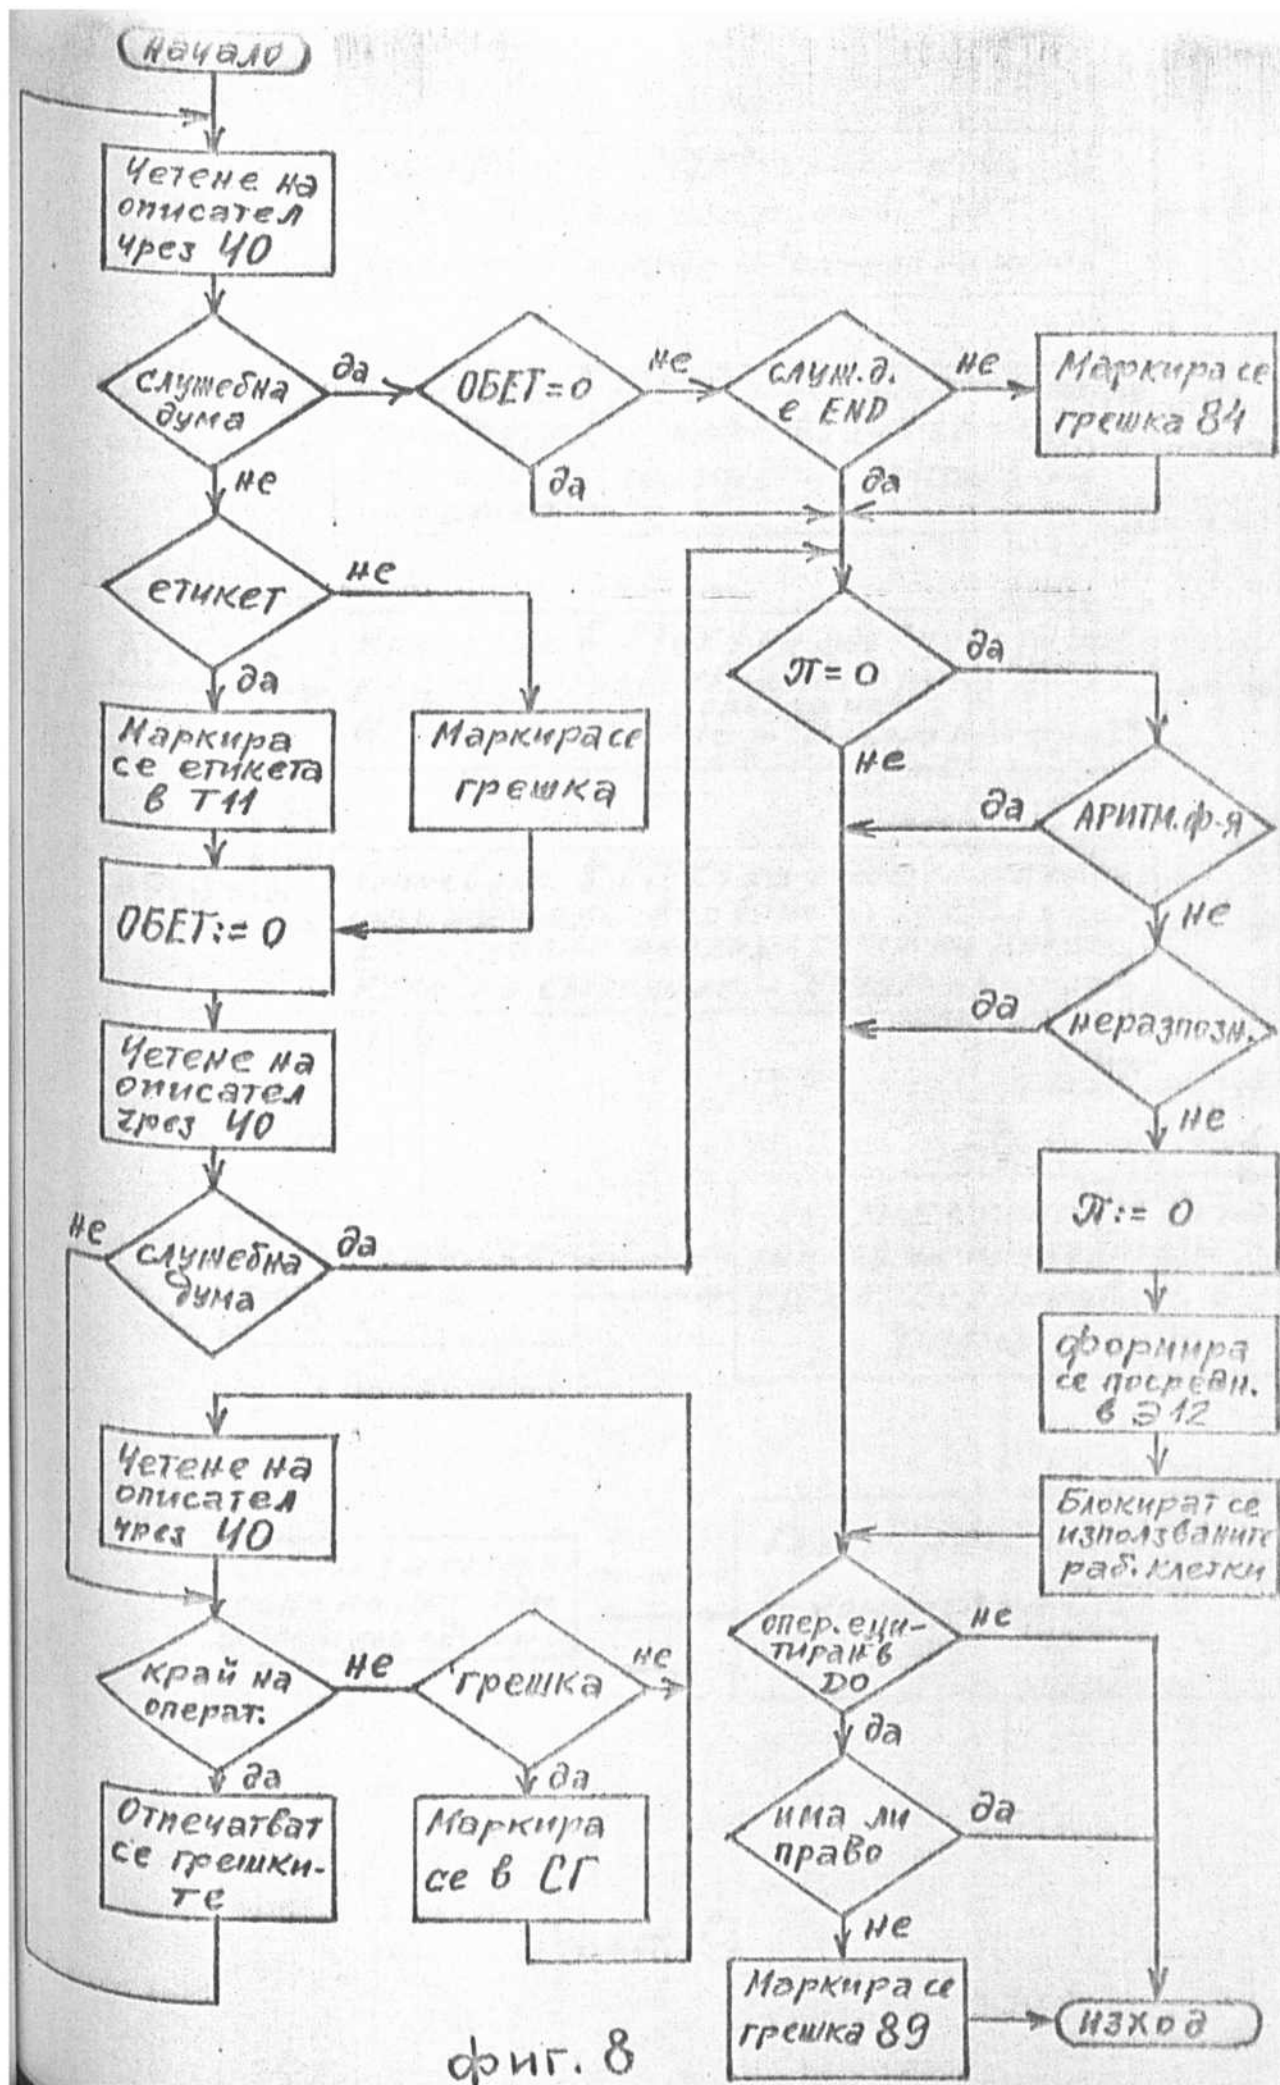 начало
Четене на
описател
чрез ЧО
служебна
дума
да
ОБЕТ=0
не
служ.д.
е END
не
Маркира се
грешка 84
не
да
да
етикет
не
да
Маркира
се етикета
в Т11
Маркира се
грешка
П=0
да
не
АРИТМ.ф-я
да
не
ОБЕТ:=0
неразпозн.
да
не
Четене на
описател
чрез ЧО
П:=0
служебна
дума
не
да
формира
се посредн.
в Э12
Блокират се
използваните
раб. клетки
Четене на
описател
чрез ЧО
край на
операт.
не
да
грешка
не
да
опер. е ци-
тиран в
DO
не
да
Отпечатват
се грешки-
те
Маркира
се в СГ
има ли
право
да
не
Маркира се
грешка 89
изход
фиг. 8